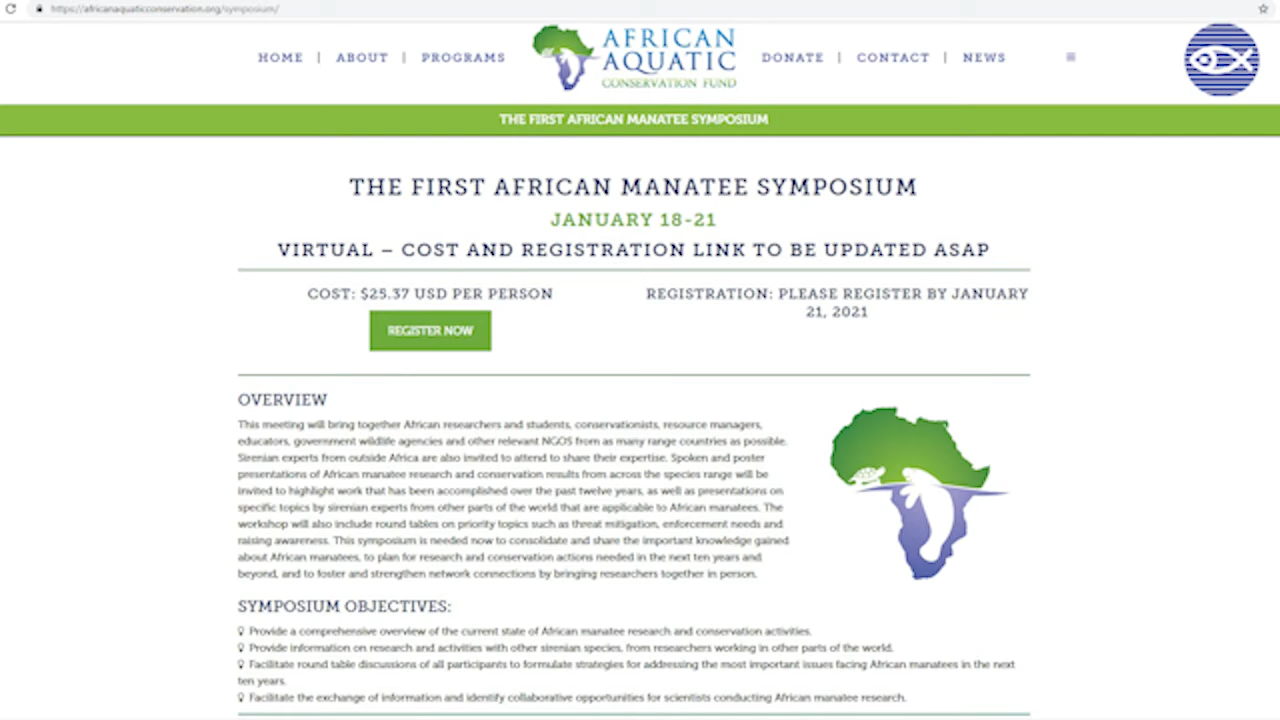 https://africanaquaticconservation.org/symposium/
HOME | ABOUT | PROGRAMS
AFRICAN
AQUATIC
CONSERVATION FUND
DONATE | CONTACT | NEWS
THE FIRST AFRICAN MANATEE SYMPOSIUM
THE FIRST AFRICAN MANATEE SYMPOSIUM
JANUARY 18-21
VIRTUAL – COST AND REGISTRATION LINK TO BE UPDATED ASAP
COST: $25.37 USD PER PERSON
REGISTER NOW
REGISTRATION: PLEASE REGISTER BY JANUARY
21, 2021
OVERVIEW
This meeting will bring together African researchers and students, conservationists, resource managers,
educators, government wildlife agencies and other relevant NGOS from as many range countries as possible.
Sirenian experts from outside Africa are also invited to attend to share their expertise. Spoken and poster
presentations of African manatee research and conservation results from across the species range will be
invited to highlight work that has been accomplished over the past twelve years, as well as presentations on
specific topics by sirenian experts from other parts of the world that are applicable to African manatees. The
workshop will also include round tables on priority topics such as threat mitigation, enforcement needs and
raising awareness. This symposium is needed now to consolidate and share the important knowledge gained
about African manatees, to plan for research and conservation actions needed in the next ten years and
beyond, and to foster and strengthen network connections by bringing researchers together in person.
SYMPOSIUM OBJECTIVES:
Provide a comprehensive overview of the current state of African manatee research and conservation activities.
Provide information on research and activities with other sirenian species, from researchers working in other parts of the world.
Facilitate round table discussions of all participants to formulate strategies for addressing the most important issues facing African manatees in the next
ten years.
Facilitate the exchange of information and identify collaborative opportunities for scientists conducting African manatee research.